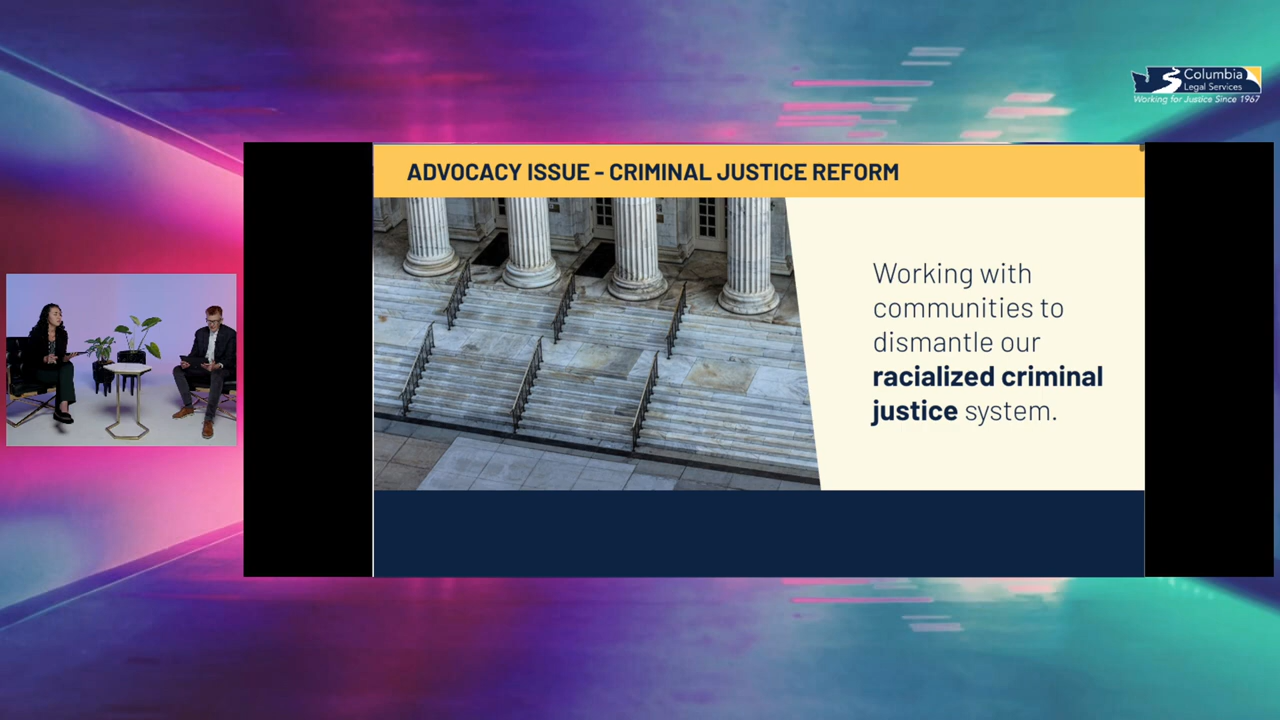 Columbia
Legal Services
Working for Justice Since 1967
ADVOCACY ISSUE - CRIMINAL JUSTICE REFORM
Working with
communities to
dismantle our
racialized criminal
justice system.